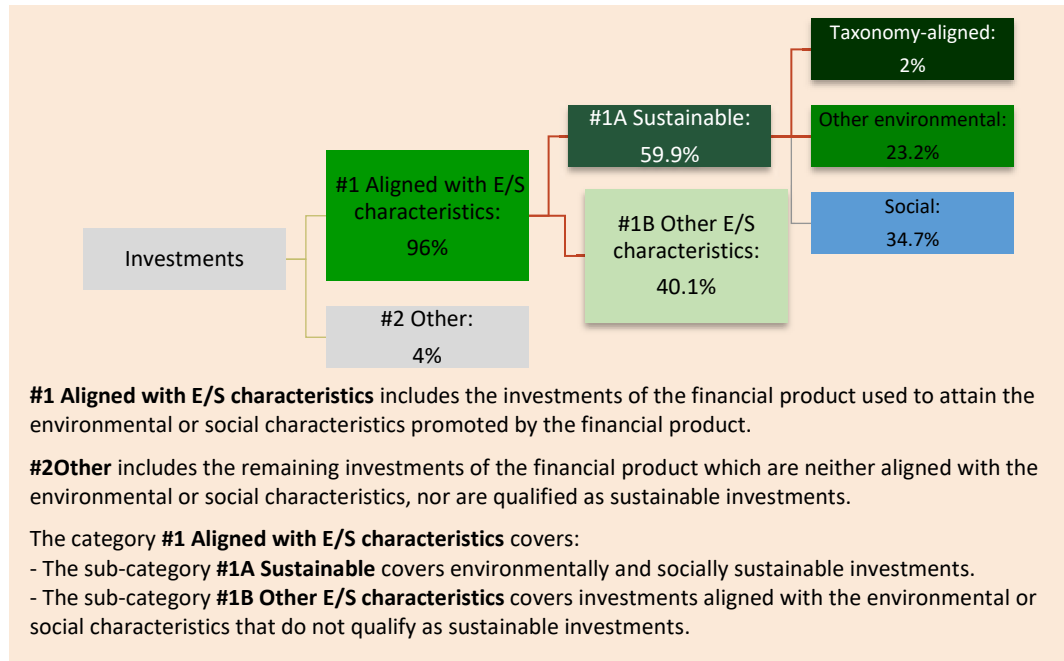 Taxonomy-aligned:
2%
#1A Sustainable:
59.9%
Other environmental:
23.2%
#1 Aligned with E/S
characteristics:
96%
Social:
34.7%
#1B Other E/S
characteristics:
40.1%
Investments
#2 Other:
4%
#1 Aligned with E/S characteristics includes the investments of the financial product used to attain the
environmental or social characteristics promoted by the financial product.
#2Other includes the remaining investments of the financial product which are neither aligned with the
environmental or social characteristics, nor are qualified as sustainable investments.
The category #1 Aligned with E/S characteristics covers:
- The sub-category #1A Sustainable covers environmentally and socially sustainable investments.
- The sub-category #1B Other E/S characteristics covers investments aligned with the environmental or
social characteristics that do not qualify as sustainable investments.